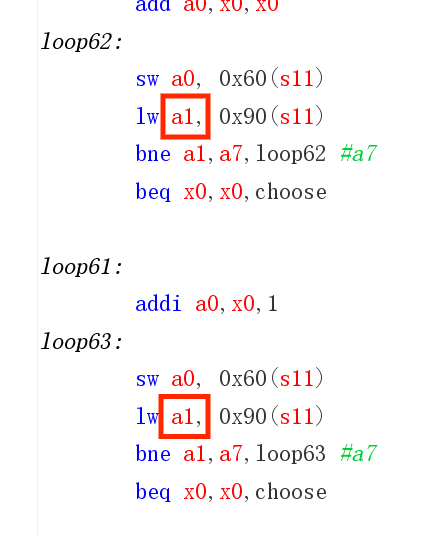 add a0,x0,x0
loop62:
sw a0, 0x60(s11)
lw a1, 0x90(s11)
bne a1,a7,loop62 #a7
beq x0,x0,choose
loop61:
addi a0,x0,1
loop63:
sw a0, 0x60(s11)
lw a1, 0x90(s11)
bne a1,a7,loop63 #a7
beq x0,x0,choose